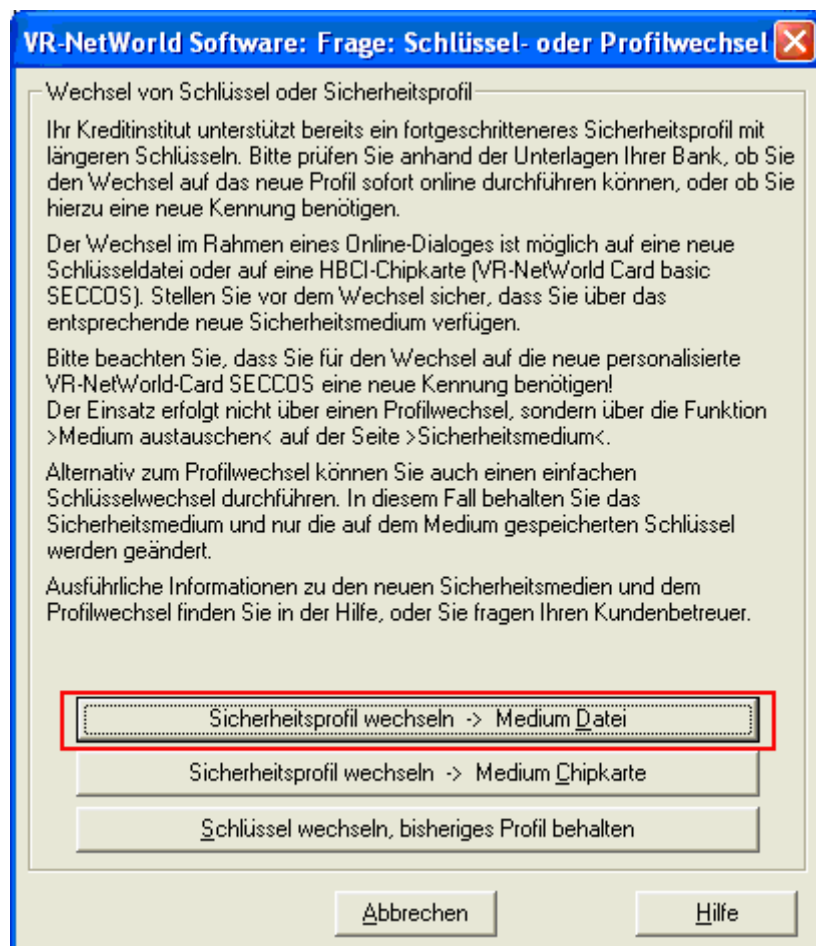 VR-NetWorld Software: Frage: Schlüssel- oder Profilwechsel
Wechsel von Schlüssel oder Sicherheitsprofil
Ihr Kreditinstitut unterstützt bereits ein fortgeschritteneres Sicherheitsprofil mit
längeren Schlüsseln. Bitte prüfen Sie anhand der Unterlagen Ihrer Bank, ob Sie
den Wechsel auf das neue Profil sofort online durchführen können, oder ob Sie
hierzu eine neue Kennung benötigen.
Der Wechsel im Rahmen eines Online-Dialoges ist möglich auf eine neue
Schlüsseldatei oder auf eine HBCI-Chipkarte (VR-NetWorld Card basic
SECCOS). Stellen Sie vor dem Wechsel sicher, dass Sie über das
entsprechende neue Sicherheitsmedium verfügen.
Bitte beachten Sie, dass Sie für den Wechsel auf die neue personalisierte
VR-NetWorld-Card SECCOS eine neue Kennung benötigen!
Der Einsatz erfolgt nicht über einen Profilwechsel, sondern über die Funktion
>Medium austauschen< auf der Seite >Sicherheitsmedium<.
Alternativ zum Profilwechsel können Sie auch einen einfachen
Schlüsselwechsel durchführen. In diesem Fall behalten Sie das
Sicherheitsmedium und nur die auf dem Medium gespeicherten Schlüssel
werden geändert.
Ausführliche Informationen zu den neuen Sicherheitsmedien und dem
Profilwechsel finden Sie in der Hilfe, oder Sie fragen Ihren Kundenbetreuer.
Sicherheitsprofil wechseln -> Medium Datei
Sicherheitsprofil wechseln -> Medium Chipkarte
Schlüssel wechseln, bisheriges Profil behalten
Abbrechen
Hilfe